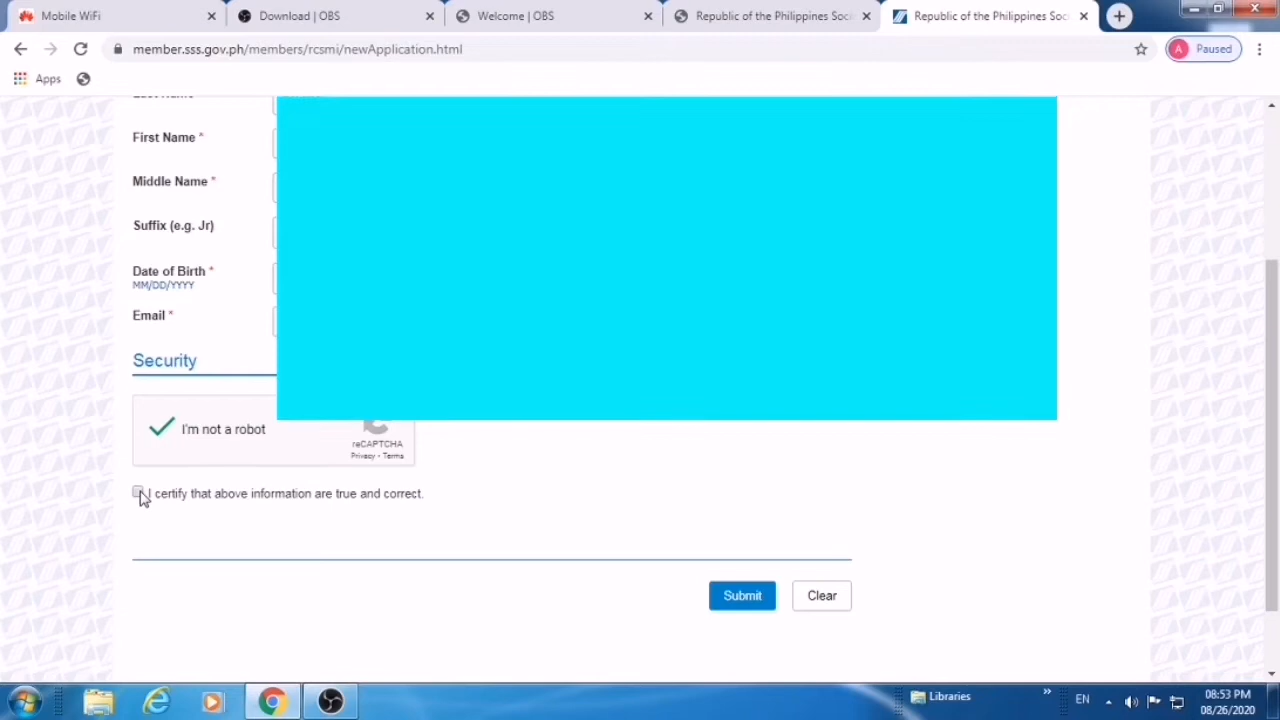 Mobile WiFi
Download | OBS
Welcome | OBS
Republic of the Philippines Soci
Republic of the Philippines Soc
member.sss.gov.ph/members/rcsmi/newApplication.html
A Paused
Apps
Last Name
First Name *
Middle Name *
Suffix (e.g. Jr)
Date of Birth *
MM/DD/YYYY
Email *
Security
I'm not a robot
reCAPTCHA
Privacy - Terms
I certify that above information are true and correct.
Submit
Clear
Libraries
EN
08:53 PM
08/26/2020